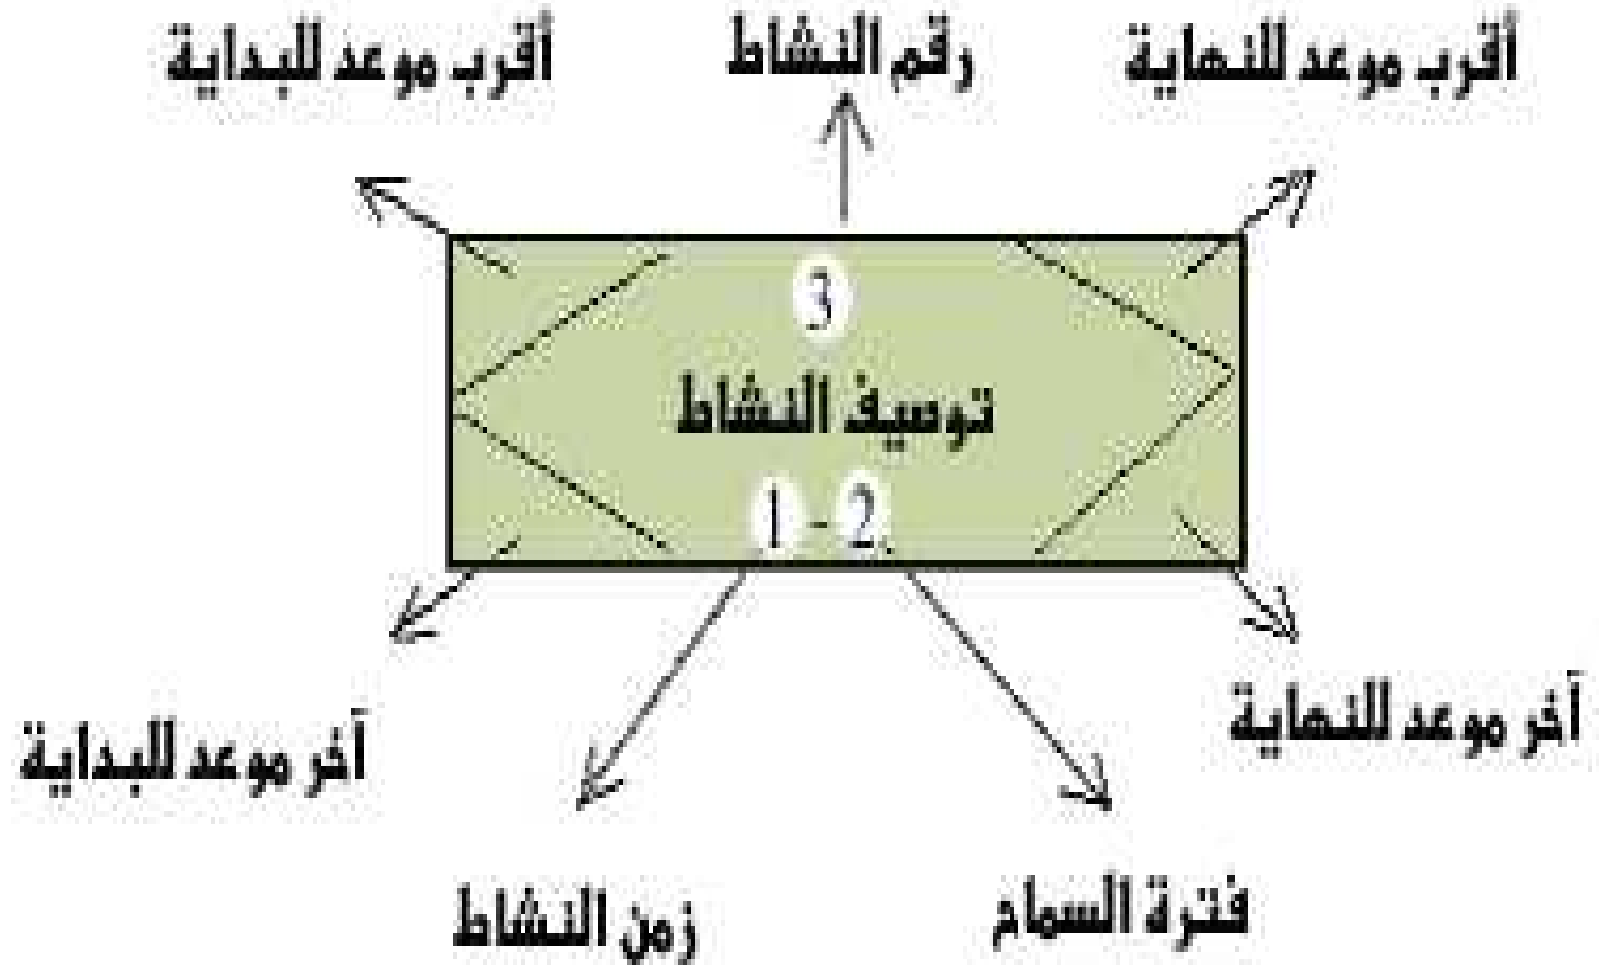 أقرب موعد للنهاية
رقم النشاط
أقرب موعد للبداية
3
توصيف النشاط
1 - 2
آخر موعد للنهاية
آخر موعد للبداية
فترة السمام
زمن النشاط